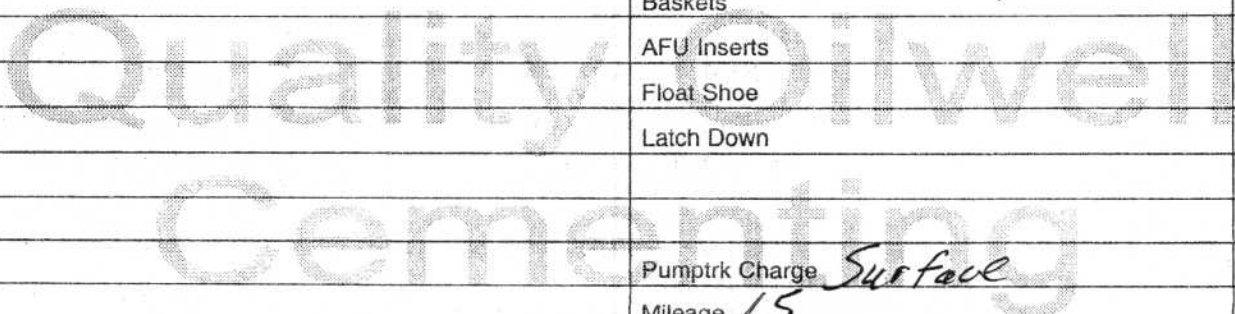 Baskets
AFU Inserts
Float Shoe
Latch Down
Quality Oilwell
Cementing
Pumptrk Charge Surface
Mileage 15